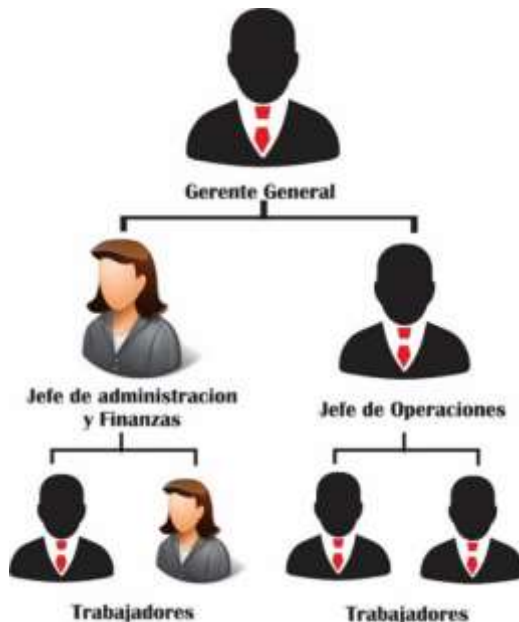 Gerente General
Jefe de administracion
y Finanzas
Jefe de Operaciones
Trabajadores
Trabajadores